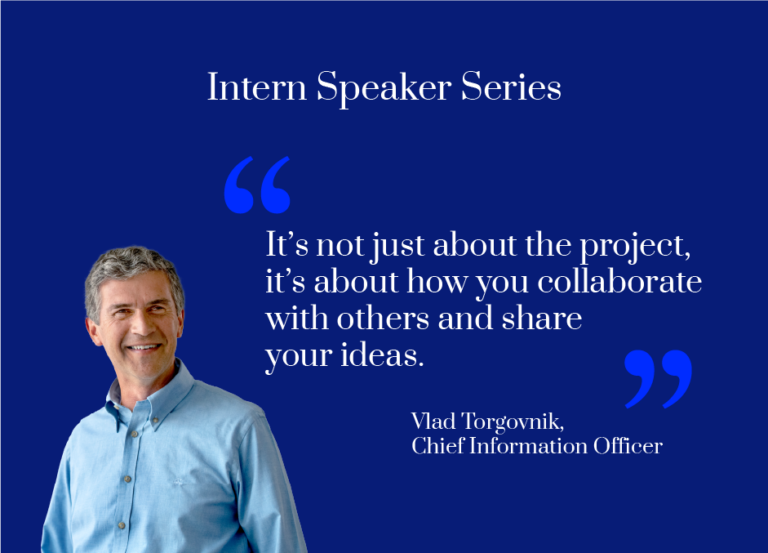 Intern Speaker Series
“
It’s not just about the project,
it’s about how you collaborate
with others and share
your ideas.
”
Vlad Torgovnik,
Chief Information Officer